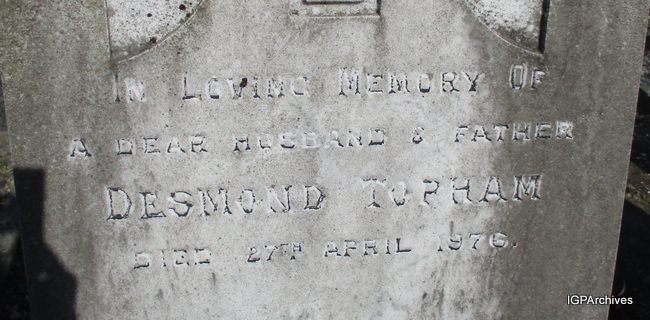 In Loving Memory Of
A DEAR HUSBAND & FATHER
DESMOND TOPHAM
DIED 27TH APRIL 1976.
IGPArchives